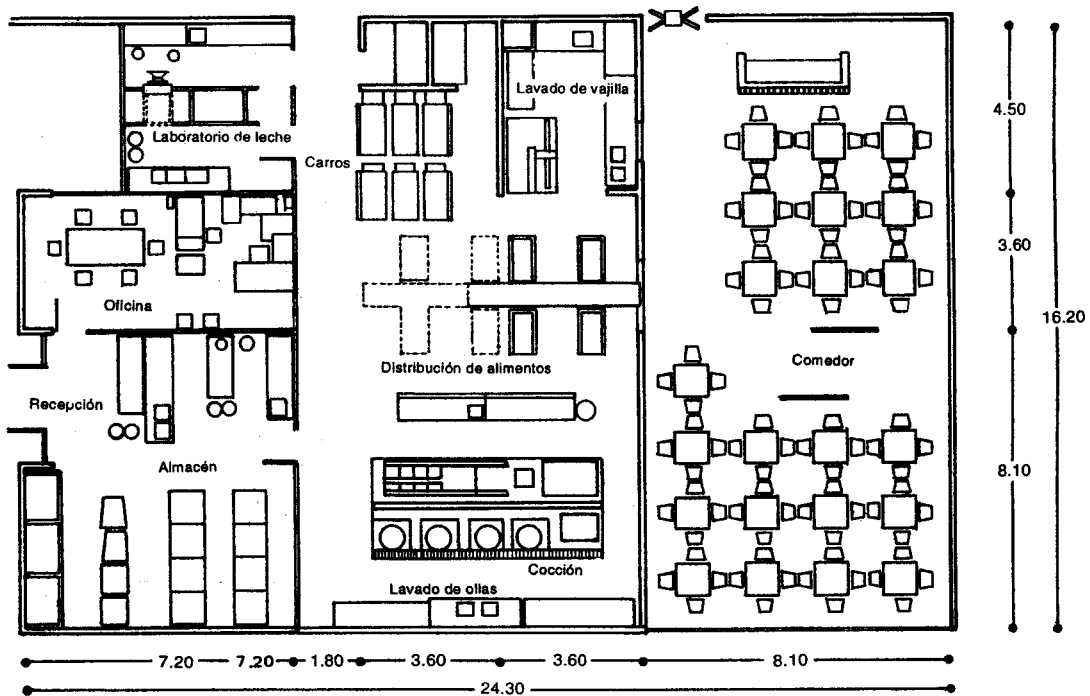 Lavado de vajilla
Laboratorio de leche
Carros
4.50
3.60
Oficina
16.20
Distribución de alimentos
Comedor
Recepción
8.10
Almacén
Cocción
Lavado de ollas
7.20 7.20 1.80 3.60 3.60 8.10
24.30